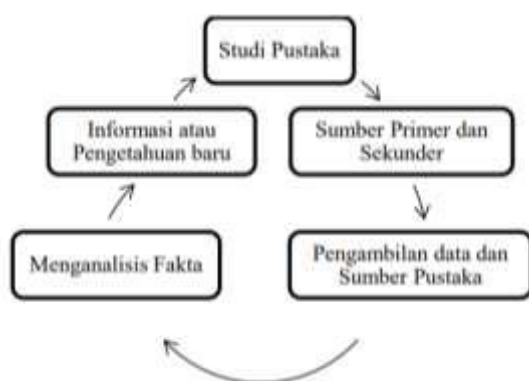 Studi Pustaka
Informasi atau
Pengetahuan baru
Sumber Primer dan
Sekunder
Menganalisis Fakta
Pengambilan data dan
Sumber Pustaka